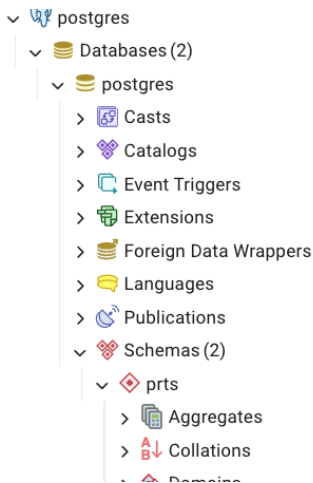 postgres
Databases (2)
postgres
Casts
Catalogs
Event Triggers
Extensions
Foreign Data Wrappers
Languages
Publications
Schemas (2)
prts
Aggregates
Collations
Domains